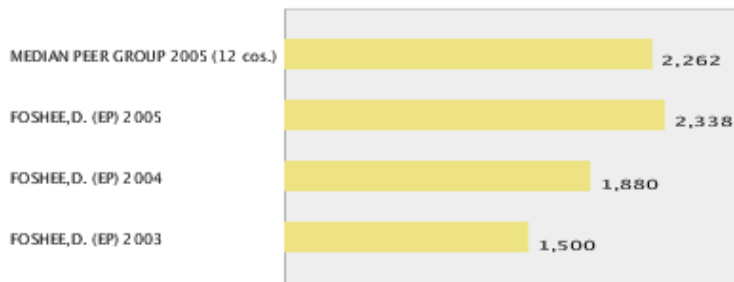 MEDIAN PEER GROUP 2005 (12 cos.) 2,262
FOSHEE,D. (EP) 2005 2,338
FOSHEE,D. (EP) 2004 1,880
FOSHEE,D. (EP) 2003 1,500